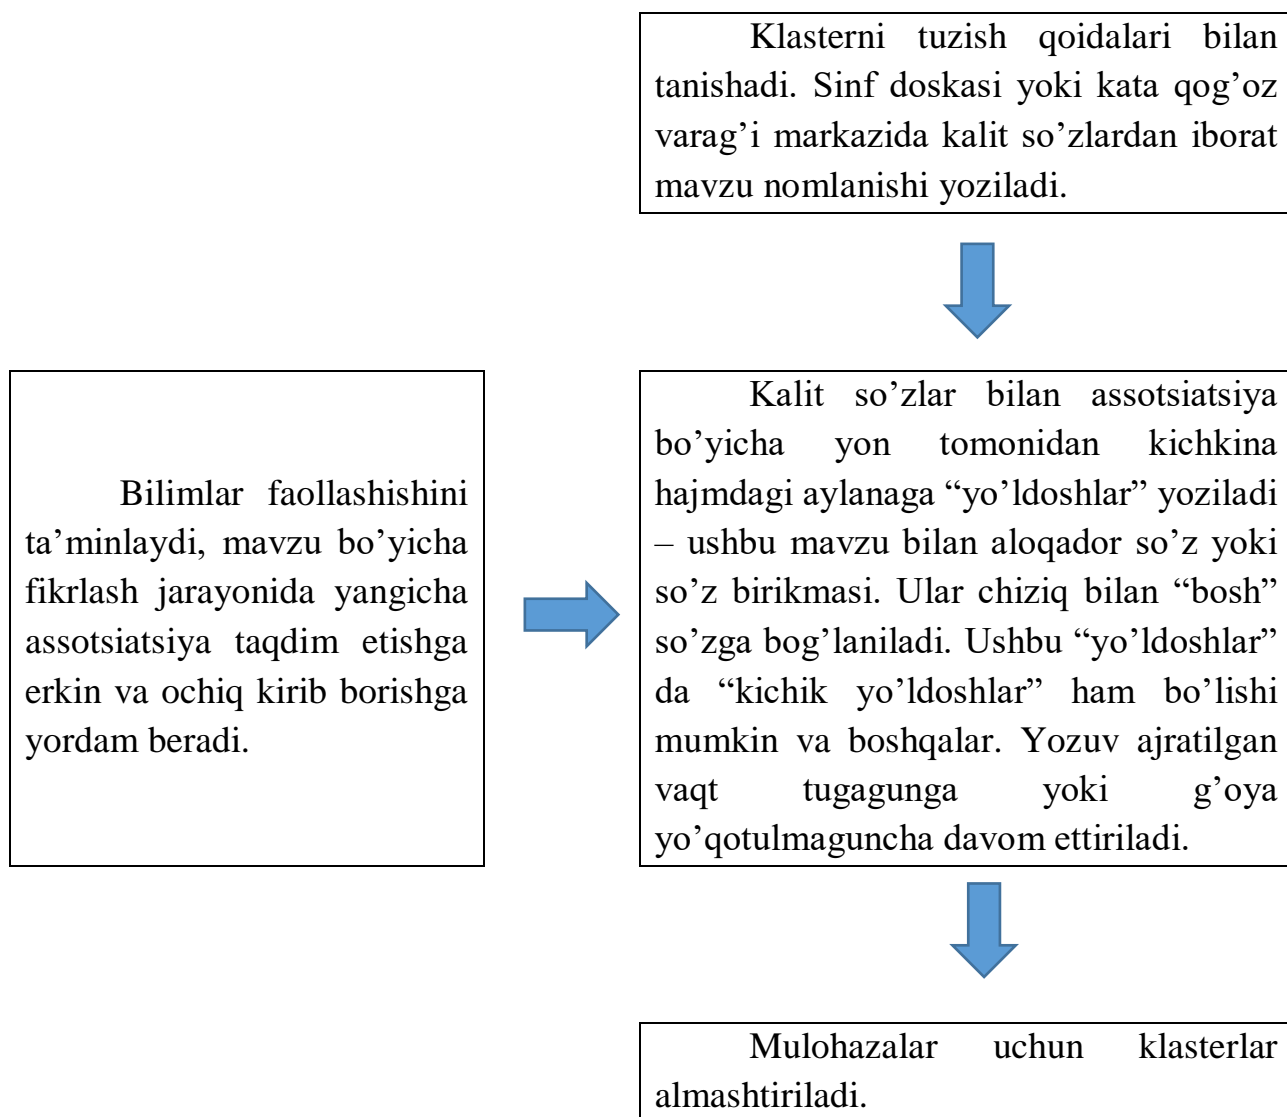 Klasterni tuzish qoidalari bilan
tanishadi. Sinf doskasi yoki kata qog’oz
varag’i markazida kalit so’zlardan iborat
mavzu nomlanishi yoziladi.
Bilimlar faollashishini
ta’minlaydi, mavzu bo’yicha
fikrlash jarayonida yangicha
assotsiatsiya taqdim etishga
erkin va ochiq kirib borishga
yordam beradi.
Kalit so’zlar bilan assotsiatsiya
bo’yicha yon tomonidan kichkina
hajmdagi aylanaga “yo’ldoshlar” yoziladi
– ushbu mavzu bilan aloqador so’z yoki
so’z birikmasi. Ular chiziq bilan “bosh”
so’zga bog’laniladi. Ushbu “yo’ldoshlar”
da “kichik yo’ldoshlar” ham bo’lishi
mumkin va boshqalar. Yozuv ajratilgan
vaqt tugagunga yoki g’oya
yo’qotulmaguncha davom ettiriladi.
Mulohazalar uchun klasterlar
almashtiriladi.